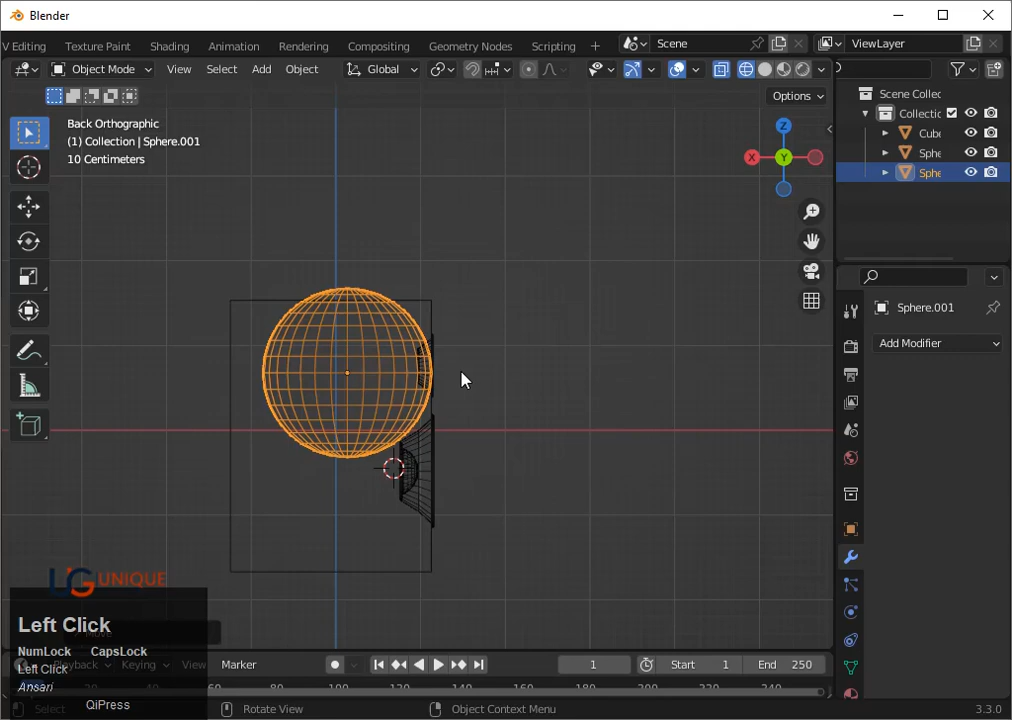 Blender
V Editing Texture Paint Shading Animation Rendering Compositing Geometry Nodes Scripting + Scene ViewLayer
Object Mode View Select Add Object Global
Options
Back Orthographic
(1) Collection | Sphere.001
10 Centimeters
Z
X
Y
Scene Collec
Collectic
Cube
Sphe
Sphe
Sphere.001
Add Modifier
UNIQUE
Left Click
Move
NumLock CapsLock
Left Click
Ansari
QiPress
Playback Keying View Marker 1 Start 1 End 250
Select Rotate View Object Context Menu 3.3.0